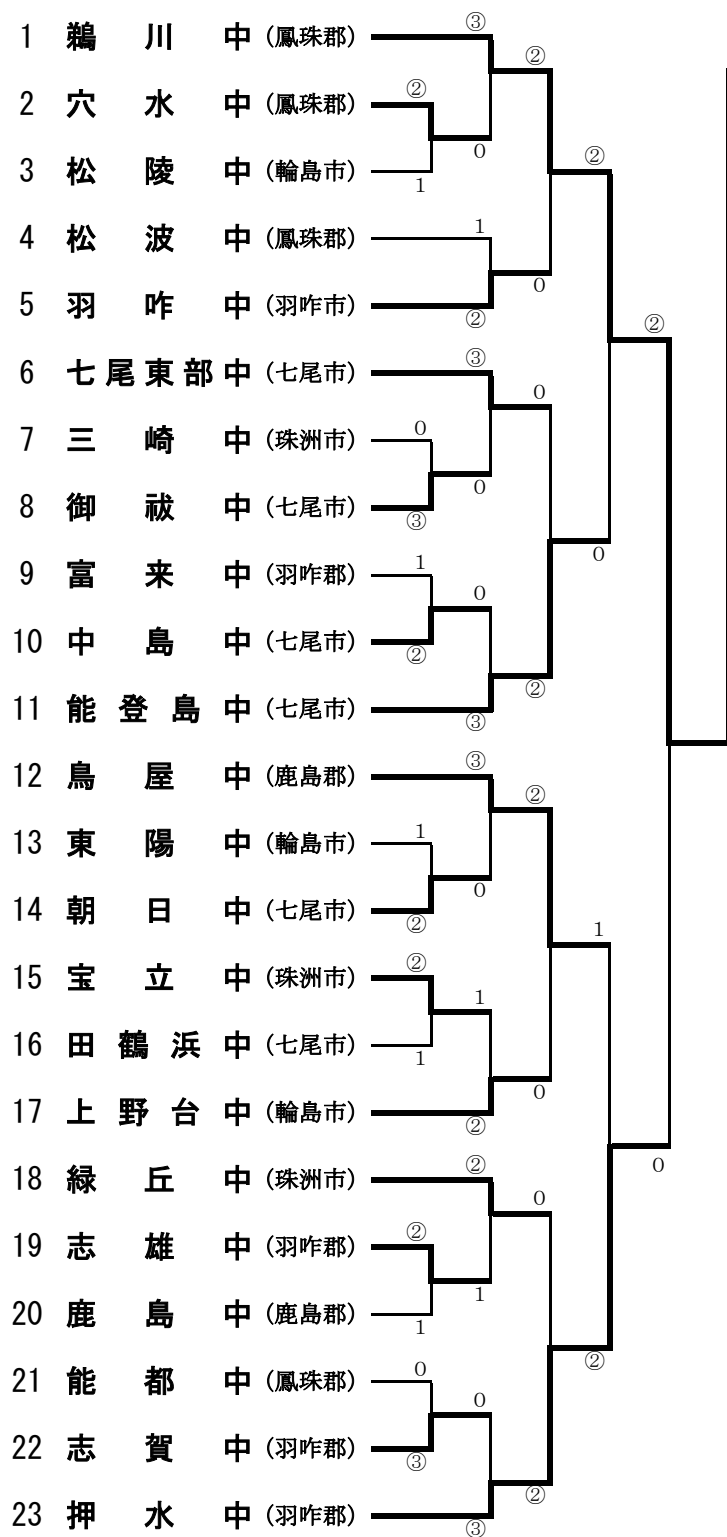 1 鵜川中 (鳳珠郡) ③
②
2 穴水中 (鳳珠郡) ②
0
②
3 松陵中 (輪島市) 1
4 松波中 (鳳珠郡) 1
0
5 羽咋中 (羽咋市) ②
②
6 七尾東部中 (七尾市) ③
0
7 三崎中 (珠洲市) 0
0
8 御祓中 (七尾市) ③
0
9 富来中 (羽咋郡) 1
0
10 中島中 (七尾市) ②
②
11 能登島中 (七尾市) ③
12 鳥屋中 (鹿島郡) ③
②
13 東陽中 (輪島市) 1
0
14 朝日中 (七尾市) ②
1
15 宝立中 (珠洲市) ②
1
16 田鶴浜中 (七尾市) 1
0
17 上野台中 (輪島市) ②
0
18 緑丘中 (珠洲市) ②
0
19 志雄中 (羽咋郡) ②
1
20 鹿島中 (鹿島郡) 1
②
21 能都中 (鳳珠郡) 0
0
22 志賀中 (羽咋郡) ③
②
23 押水中 (羽咋郡) ③